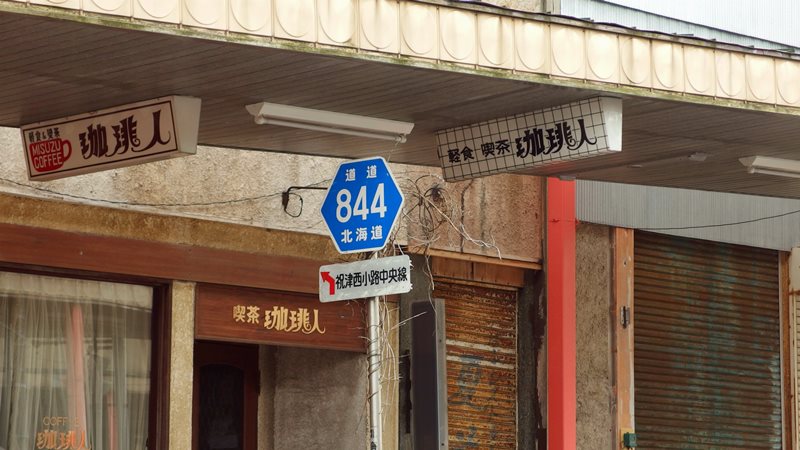 軽食&喫茶
MISUZU
COFFEE
珈琲人
軽食 喫茶 珈琲人
道道
844
北海道
祝津西小路中央線
喫茶 珈琲人
COFFEE
珈琲人